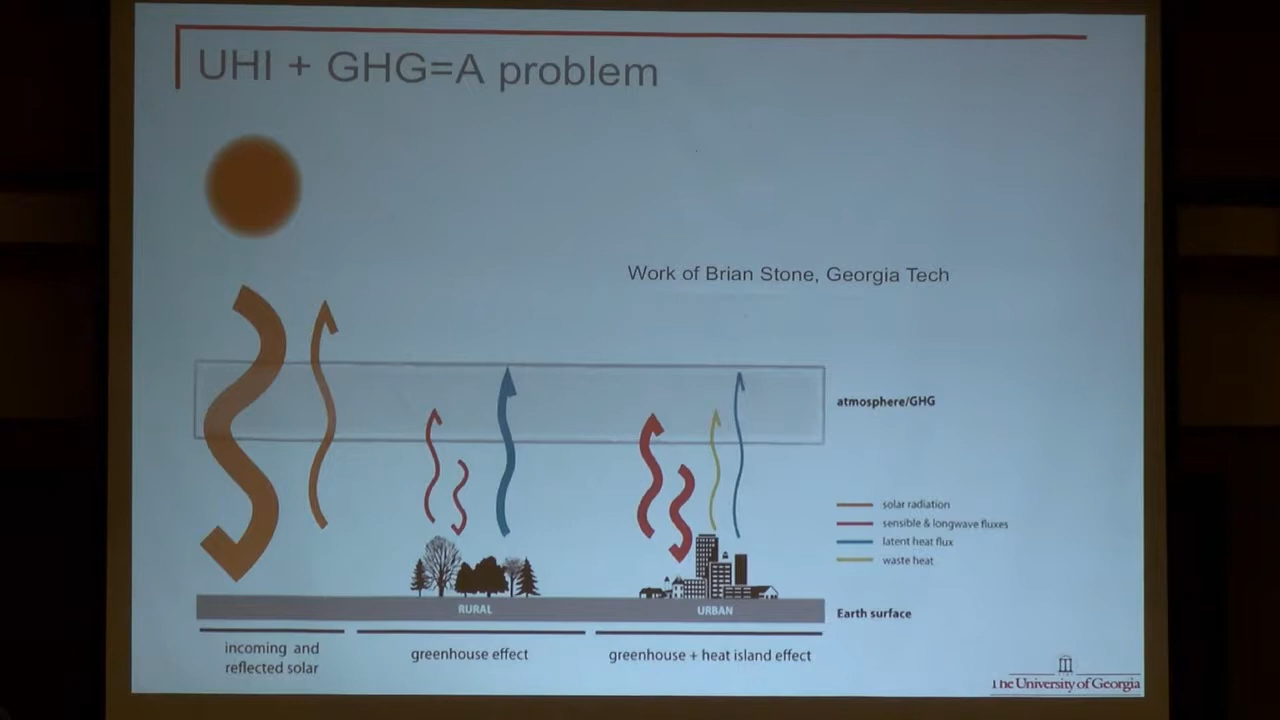 UHI + GHG=A problem
Work of Brian Stone, Georgia Tech
atmosphere/GHG
solar radiation
sensible & longwave fluxes
latent heat flux
waste heat
RURAL
URBAN
Earth surface
incoming and
reflected solar
greenhouse effect
greenhouse + heat island effect
The University of Georgia